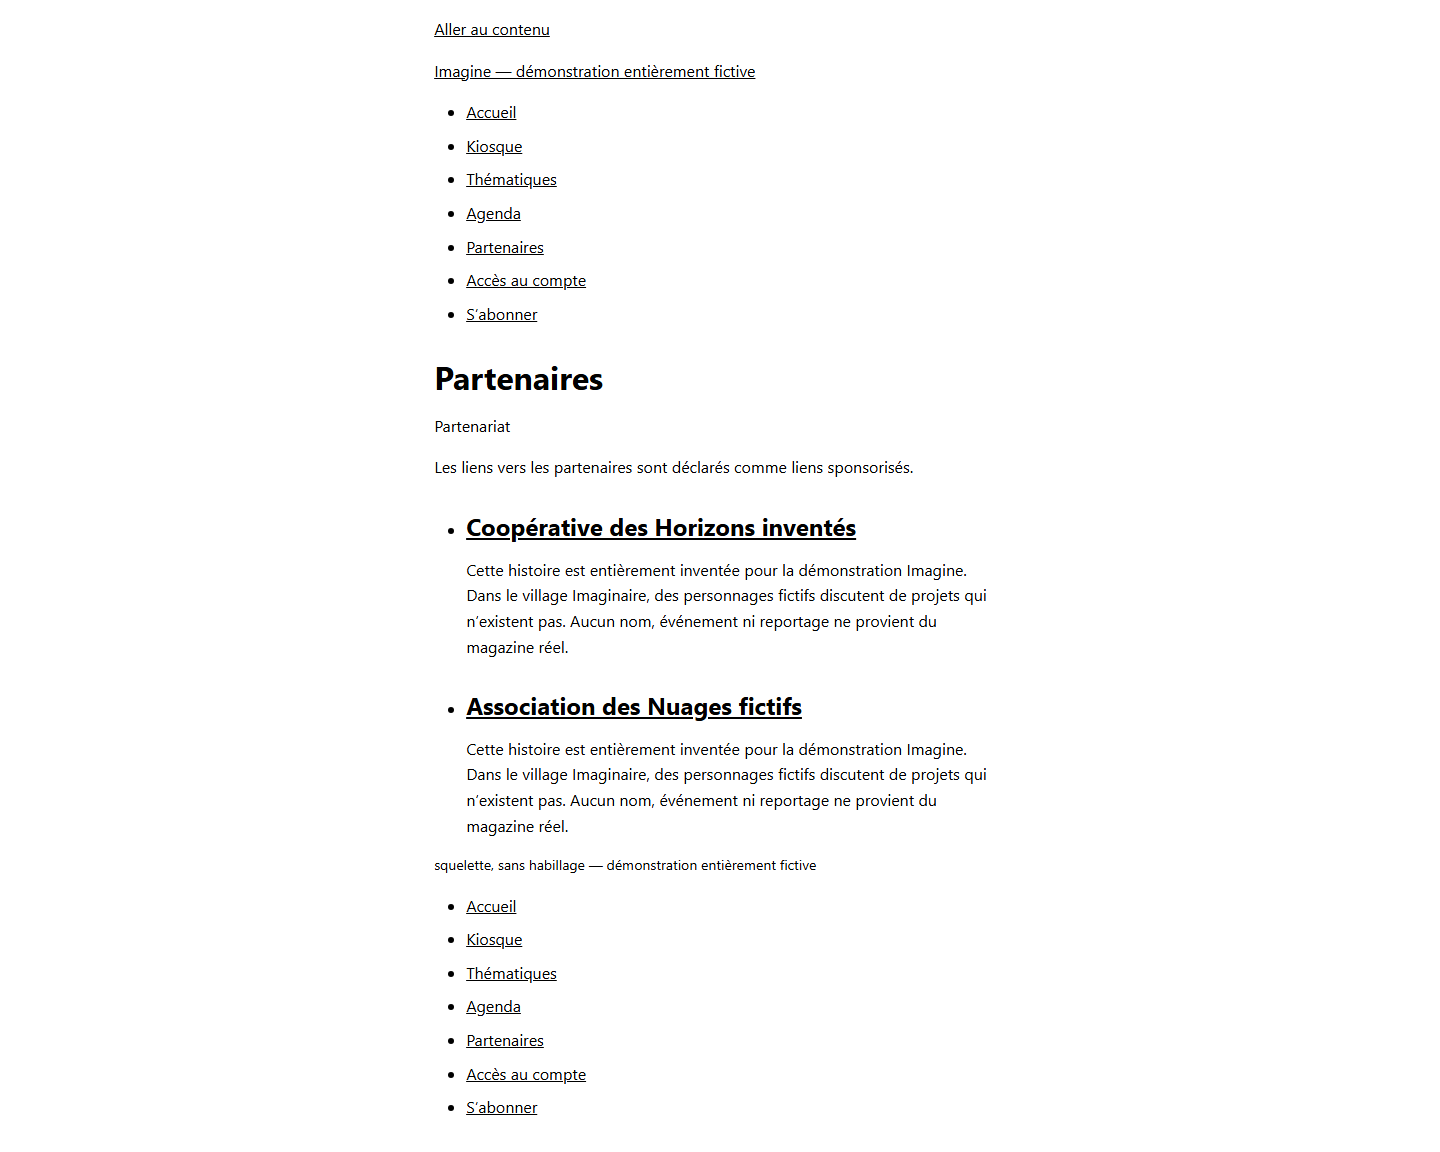 Aller au contenu
Imagine — démonstration entièrement fictive
Accueil
Kiosque
Thématiques
Agenda
Partenaires
Accès au compte
S'abonner
Partenaires
Partenariat
Les liens vers les partenaires sont déclarés comme liens sponsorisés.
Coopérative des Horizons inventés
Cette histoire est entièrement inventée pour la démonstration Imagine.
Dans le village Imaginaire, des personnages fictifs discutent de projets qui
n'existent pas. Aucun nom, événement ni reportage ne provient du
magazine réel.
Association des Nuages fictifs
Cette histoire est entièrement inventée pour la démonstration Imagine.
Dans le village Imaginaire, des personnages fictifs discutent de projets qui
n'existent pas. Aucun nom, événement ni reportage ne provient du
magazine réel.
squelette, sans habillage — démonstration entièrement fictive
Accueil
Kiosque
Thématiques
Agenda
Partenaires
Accès au compte
S'abonner